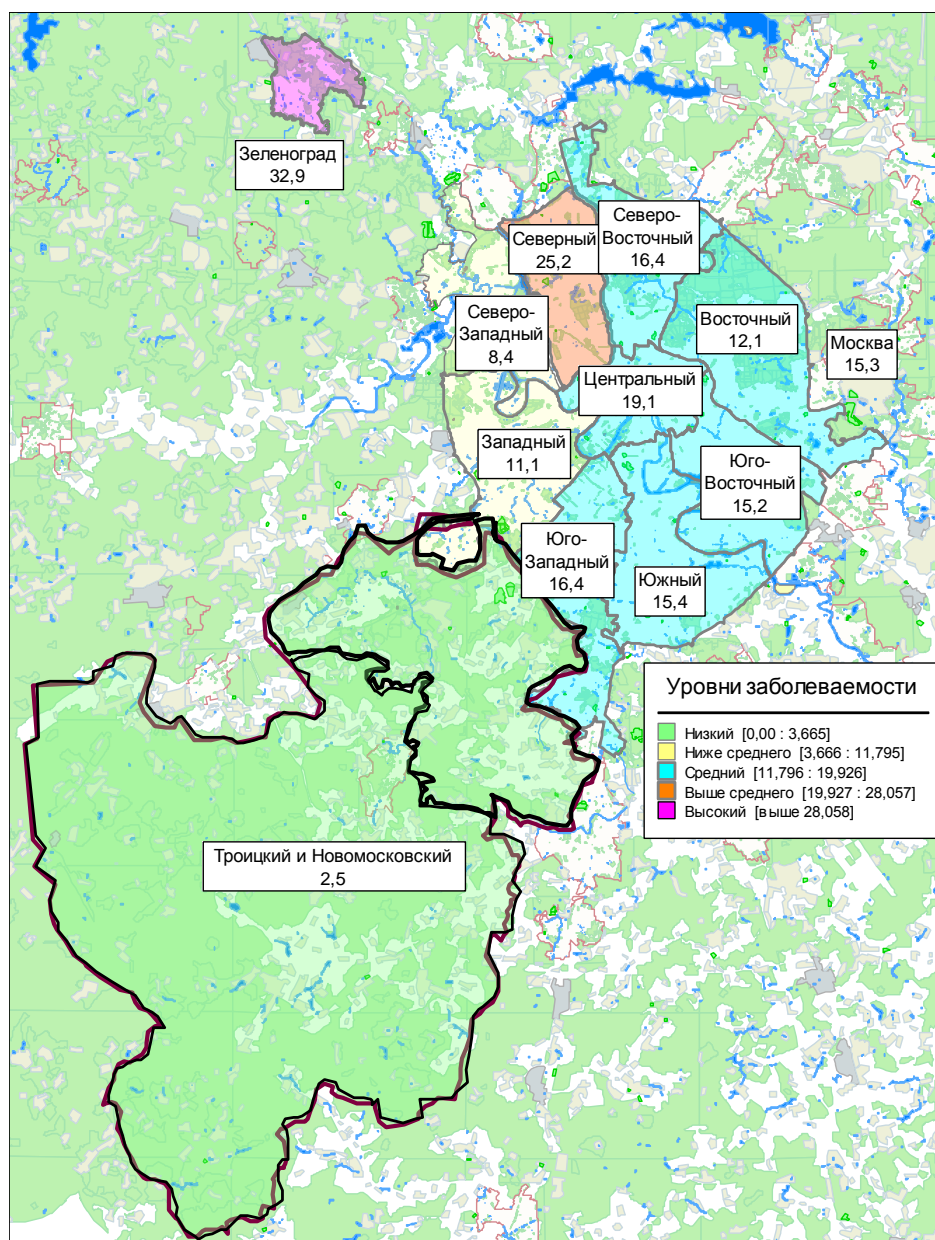 Зеленоград
32,9
Северный
25,2
Северо-
Восточный
16,4
Северо-
Западный
8,4
Восточный
12,1
Москва
15,3
Центральный
19,1
Западный
11,1
Юго-
Восточный
15,2
Юго-
Западный
16,4
Южный
15,4
Уровни заболеваемости
Низкий [0,00 : 3,665]
Ниже среднего [3,666 : 11,795]
Средний [11,796 : 19,926]
Выше среднего [19,927 : 28,057]
Высокий [выше 28,058]
Троицкий и Новомосковский
2,5